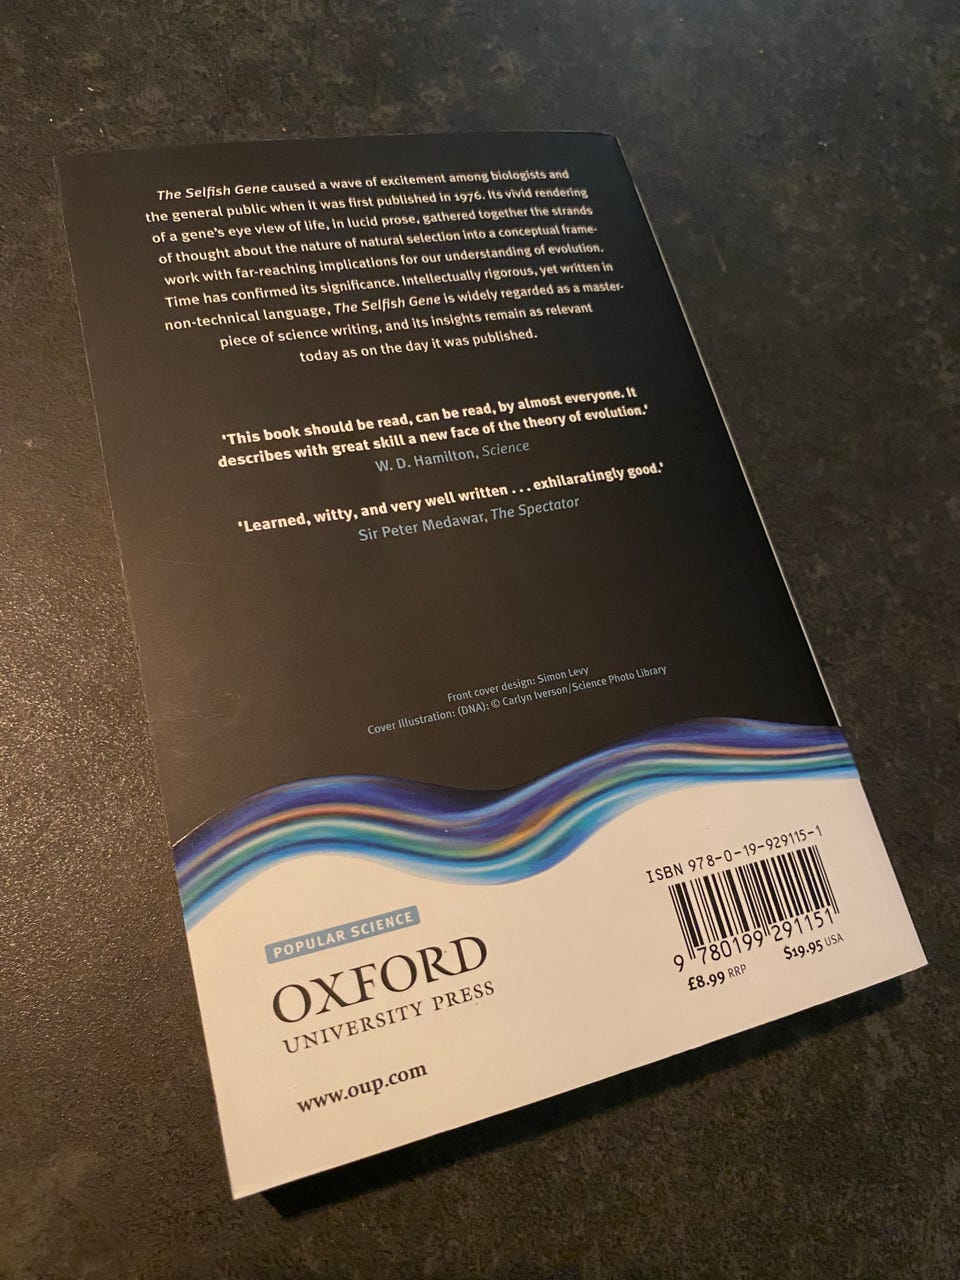 The Selfish Gene caused a wave of excitement among biologists and
the general public when it was first published in 1976. Its vivid rendering
of a gene's eye view of life, in lucid prose, gathered together the strands
of thought about the nature of natural selection into a conceptual frame-
work with far-reaching implications for our understanding of evolution.
Time has confirmed its significance. Intellectually rigorous, yet written in
non-technical language, The Selfish Gene is widely regarded as a master-
piece of science writing, and its insights remain as relevant
today as on the day it was published.
'This book should be read, can be read, by almost everyone. It
describes with great skill a new face of the theory of evolution.'
W. D. Hamilton, Science
'Learned, witty, and very well written ... exhilaratingly good.'
Sir Peter Medawar, The Spectator
Front cover design: Simon Levy
Cover Illustration: (DNA): © Carlyn Iverson/Science Photo Library
POPULAR SCIENCE
OXFORD
UNIVERSITY PRESS
www.oup.com
ISBN 978-0-19-929115-1
9 780199 291151
£8.99 RRP $19.95 USA